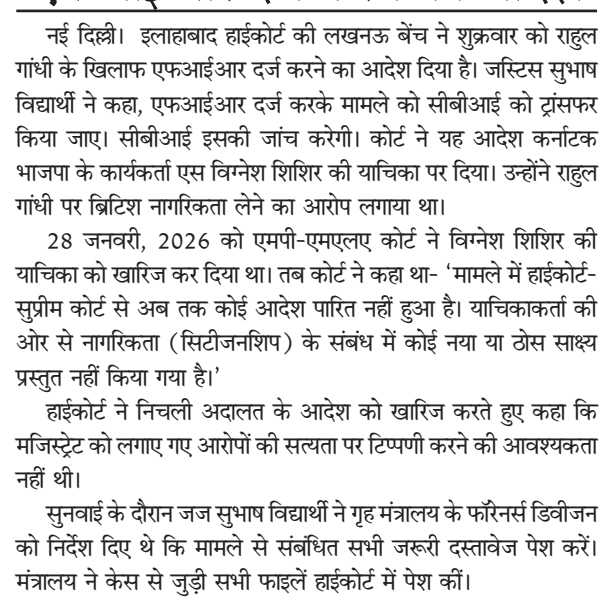 नई दिल्ली। इलाहाबाद हाईकोर्ट की लखनऊ बेंच ने शुक्रवार को राहुल
गांधी के खिलाफ एफआईआर दर्ज करने का आदेश दिया है। जस्टिस सुभाष
विद्यार्थी ने कहा, एफआईआर दर्ज करके मामले को सीबीआई को ट्रांसफर
किया जाए। सीबीआई इसकी जांच करेगी। कोर्ट ने यह आदेश कर्नाटक
भाजपा के कार्यकर्ता एस विग्नेश शिशिर की याचिका पर दिया। उन्होंने राहुल
गांधी पर ब्रिटिश नागरिकता लेने का आरोप लगाया था।
28 जनवरी, 2026 को एमपी-एमएलए कोर्ट ने विग्नेश शिशिर की
याचिका को खारिज कर दिया था। तब कोर्ट ने कहा था- ‘मामले में हाईकोर्ट-
सुप्रीम कोर्ट से अब तक कोई आदेश पारित नहीं हुआ है। याचिकाकर्ता की
ओर से नागरिकता (सिटीजनशिप) के संबंध में कोई नया या ठोस साक्ष्य
प्रस्तुत नहीं किया गया है।’
हाईकोर्ट ने निचली अदालत के आदेश को खारिज करते हुए कहा कि
मजिस्ट्रेट को लगाए गए आरोपों की सत्यता पर टिप्पणी करने की आवश्यकता
नहीं थी।
सुनवाई के दौरान जज सुभाष विद्यार्थी ने गृह मंत्रालय के फॉरेनर्स डिवीजन
को निर्देश दिए थे कि मामले से संबंधित सभी जरूरी दस्तावेज पेश करें।
मंत्रालय ने केस से जुड़ी सभी फाइलें हाईकोर्ट में पेश कीं।